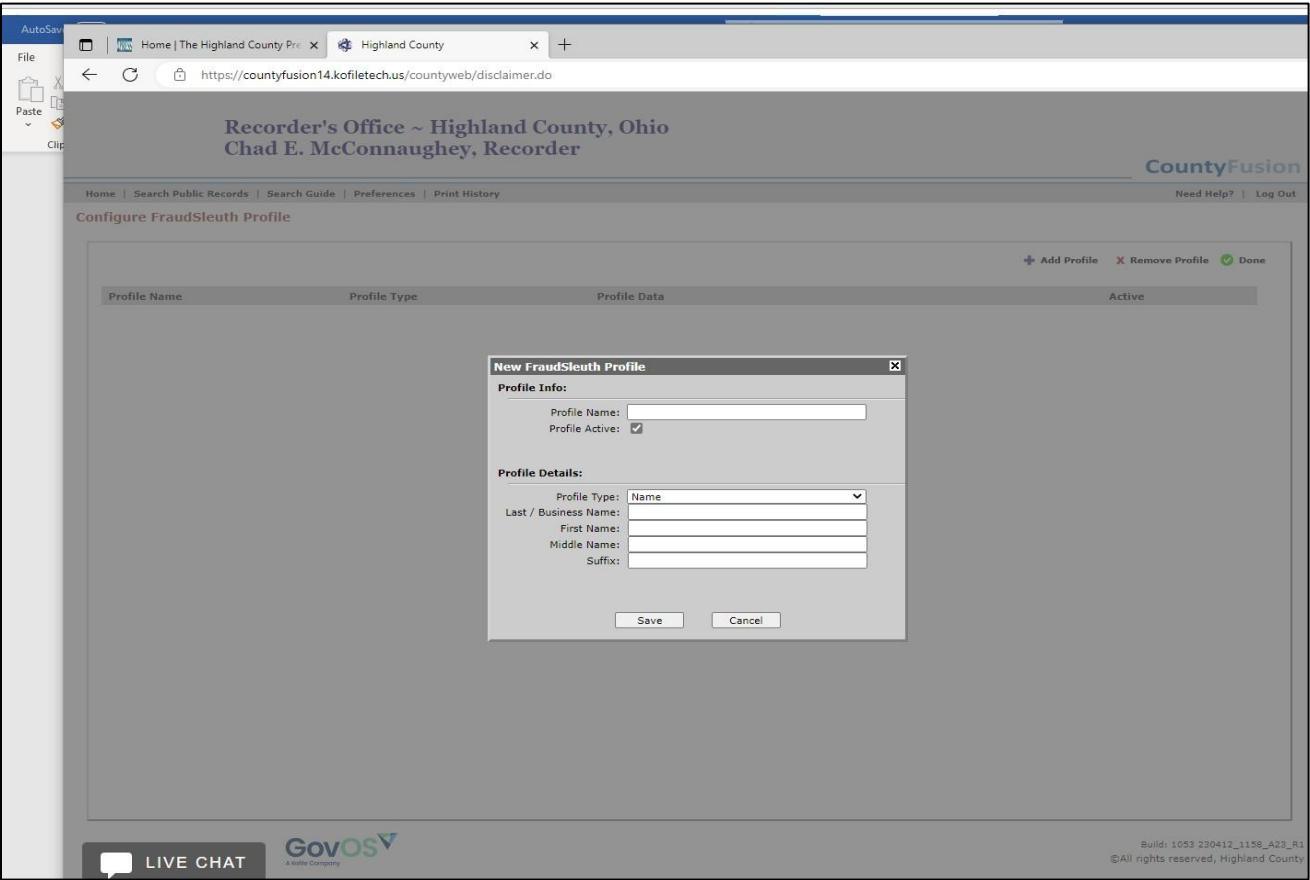 AutoSav
File
Paste
Clip
Home | The Highland County Pre
Highland County
https://countyfusion14.kofiletech.us/countyweb/disclaimer.do
Recorder's Office ~ Highland County, Ohio
Chad E. McConnaughey, Recorder
CountyFusion
Home | Search Public Records | Search Guide | Preferences | Print History
Need Help? | Log Out
Configure FraudSleuth Profile
Add Profile X Remove Profile Done
Profile Name Profile Type Profile Data Active
New FraudSleuth Profile
Profile Info:
Profile Name:
Profile Active:
Profile Details:
Profile Type: Name
Last / Business Name:
First Name:
Middle Name:
Suffix:
Save Cancel
LIVE CHAT
GovOS
A Kofile Company
Build: 1053 230412_1158_A23_R1
©All rights reserved, Highland County